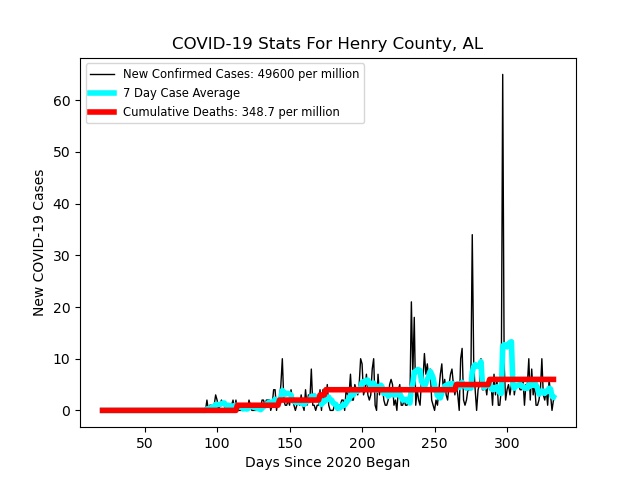 COVID-19 Stats For Henry County, AL
New Confirmed Cases: 49600 per million
7 Day Case Average
Cumulative Deaths: 348.7 per million
New COVID-19 Cases
60
50
40
30
20
10
0
50 100 150 200 250 300
Days Since 2020 Began